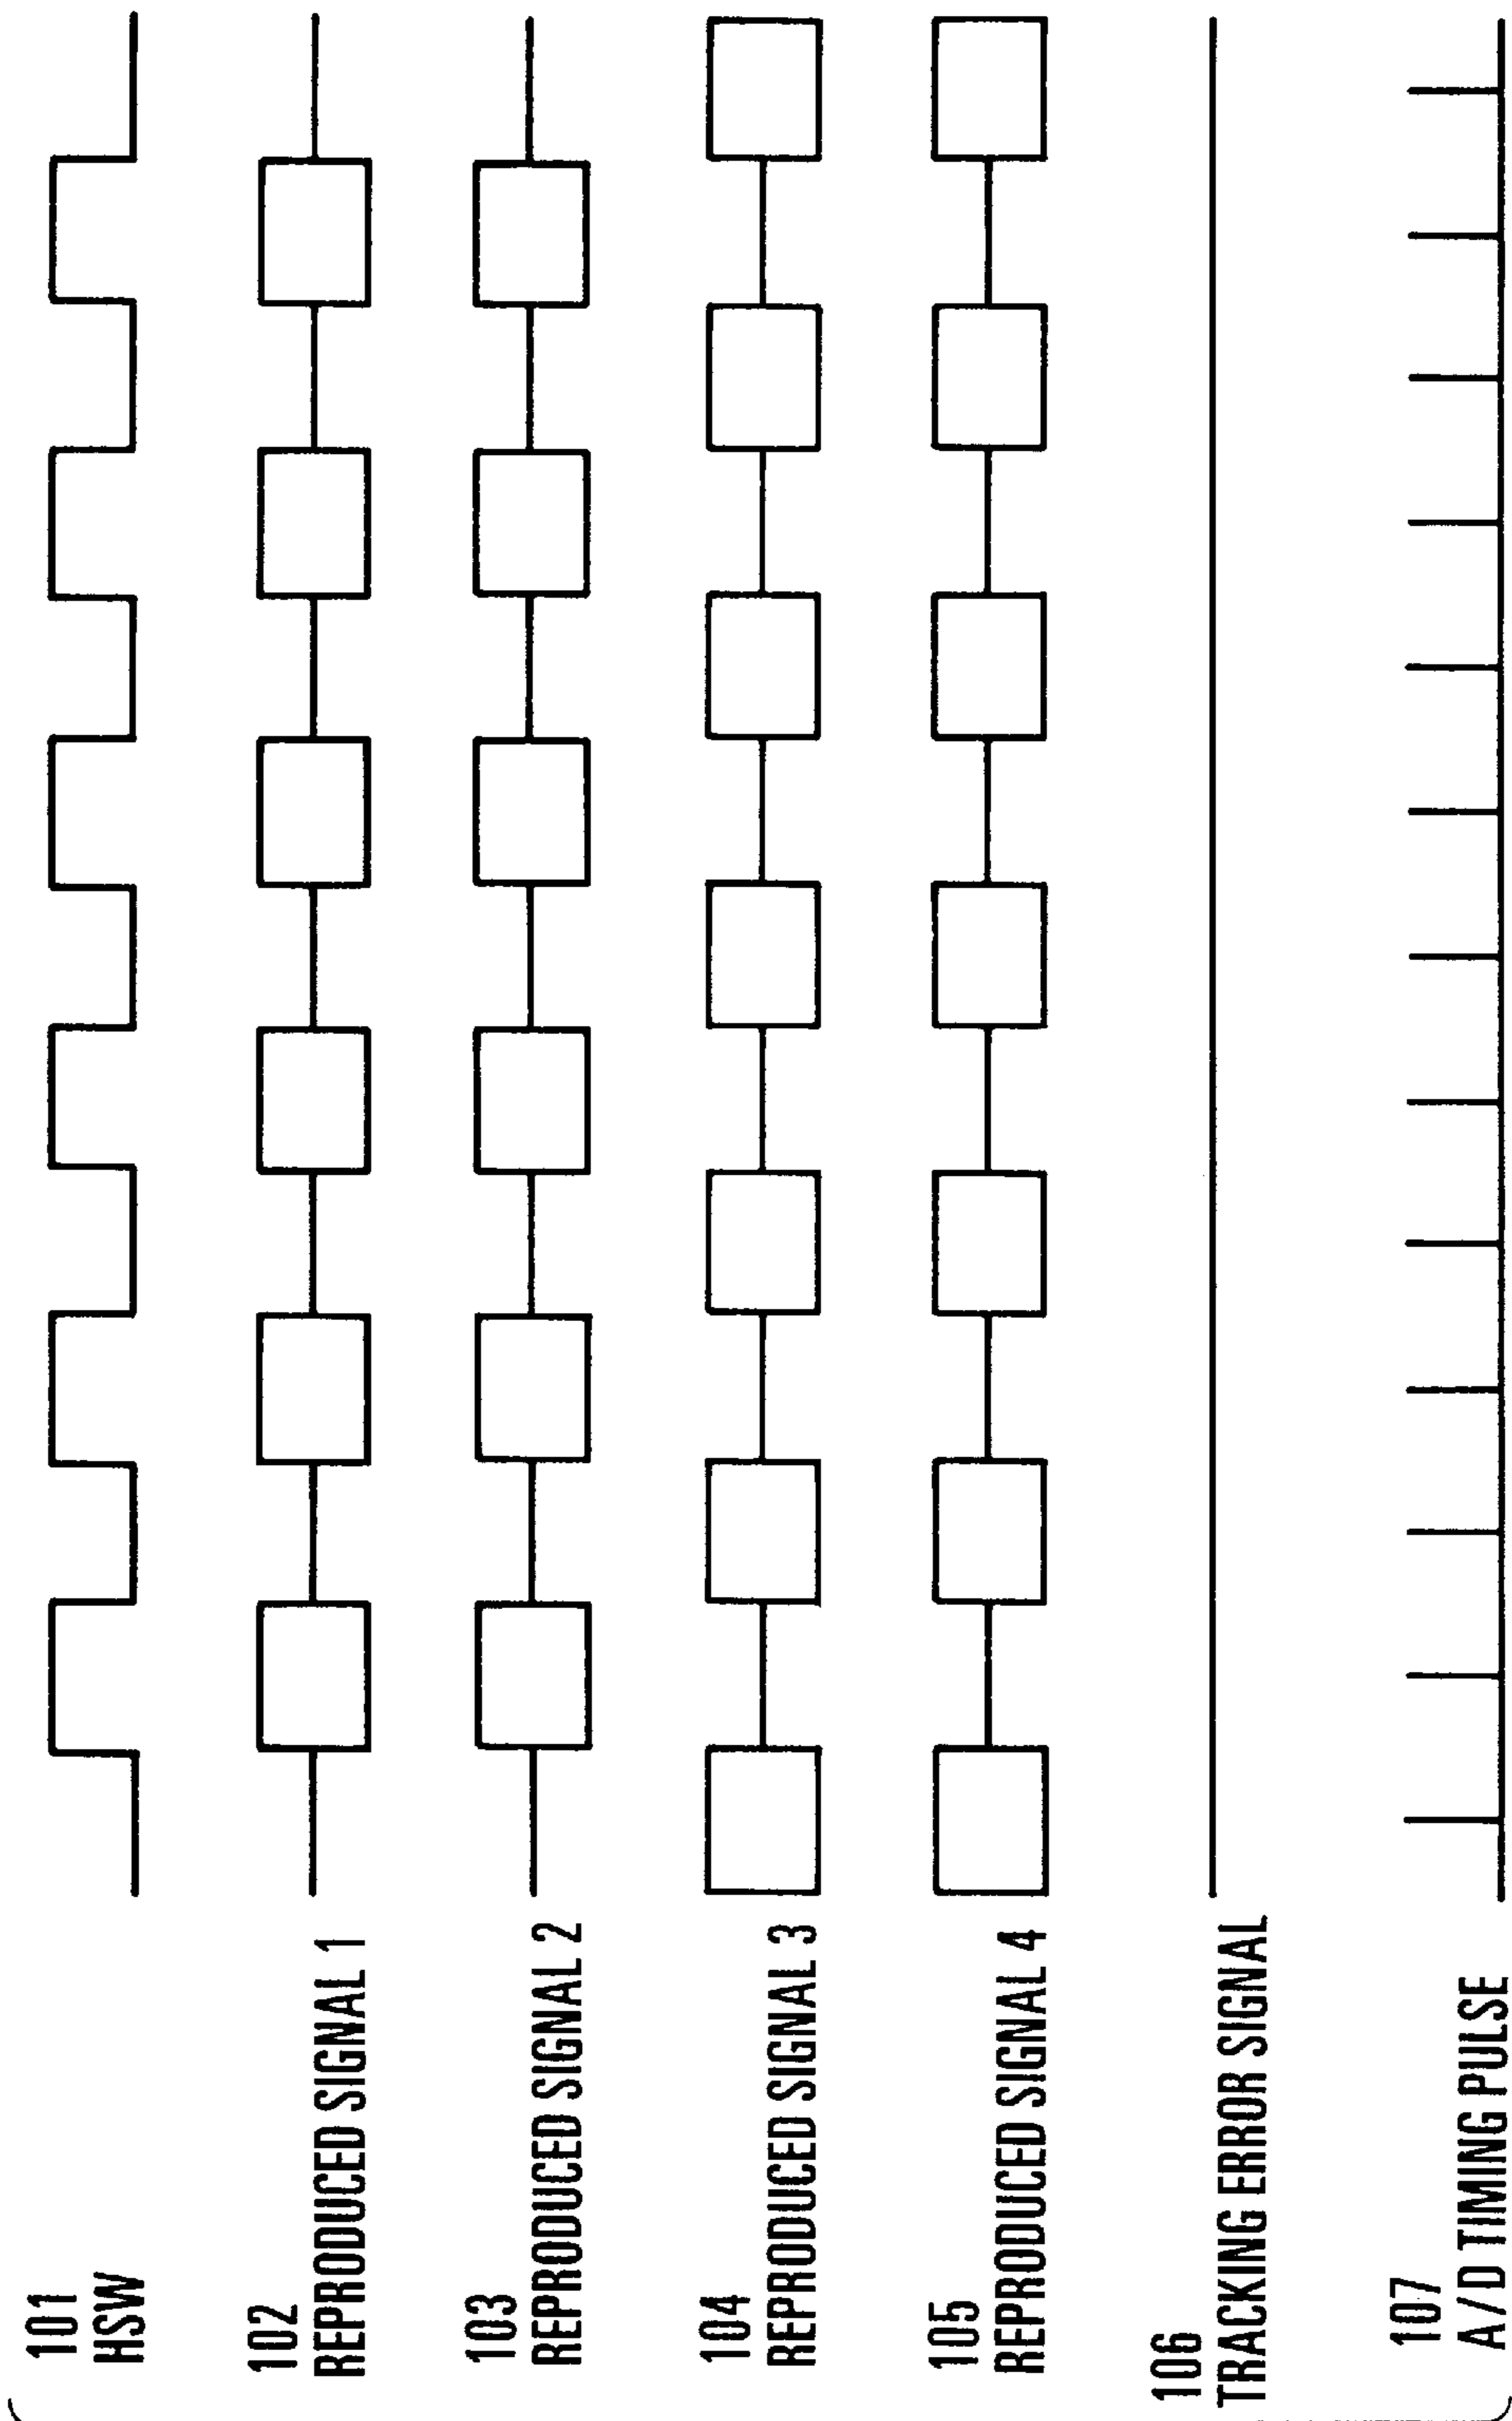 101
HSW
102
REPRODUCED SIGNAL 1
103
REPRODUCED SIGNAL 2
104
REPRODUCED SIGNAL 3
105
REPRODUCED SIGNAL 4
106
TRACKING ERROR SIGNAL
107
A/D TIMING PULSE